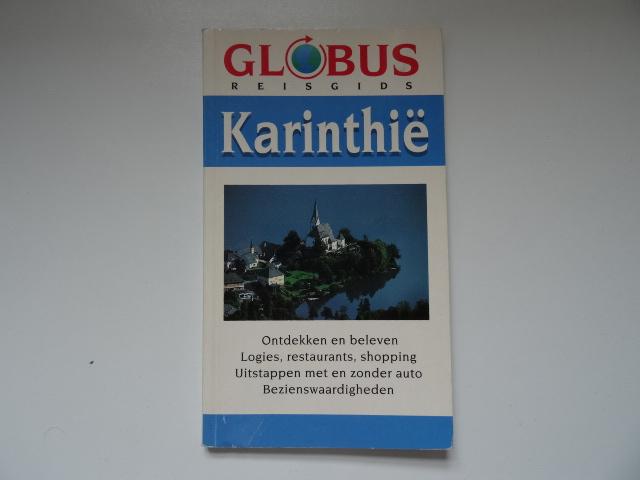 GLOBUS
REISGIDS
Karinthië
Ontdekken en beleven
Logies, restaurants, shopping
Uitstappen met en zonder auto
Bezienswaardigheden